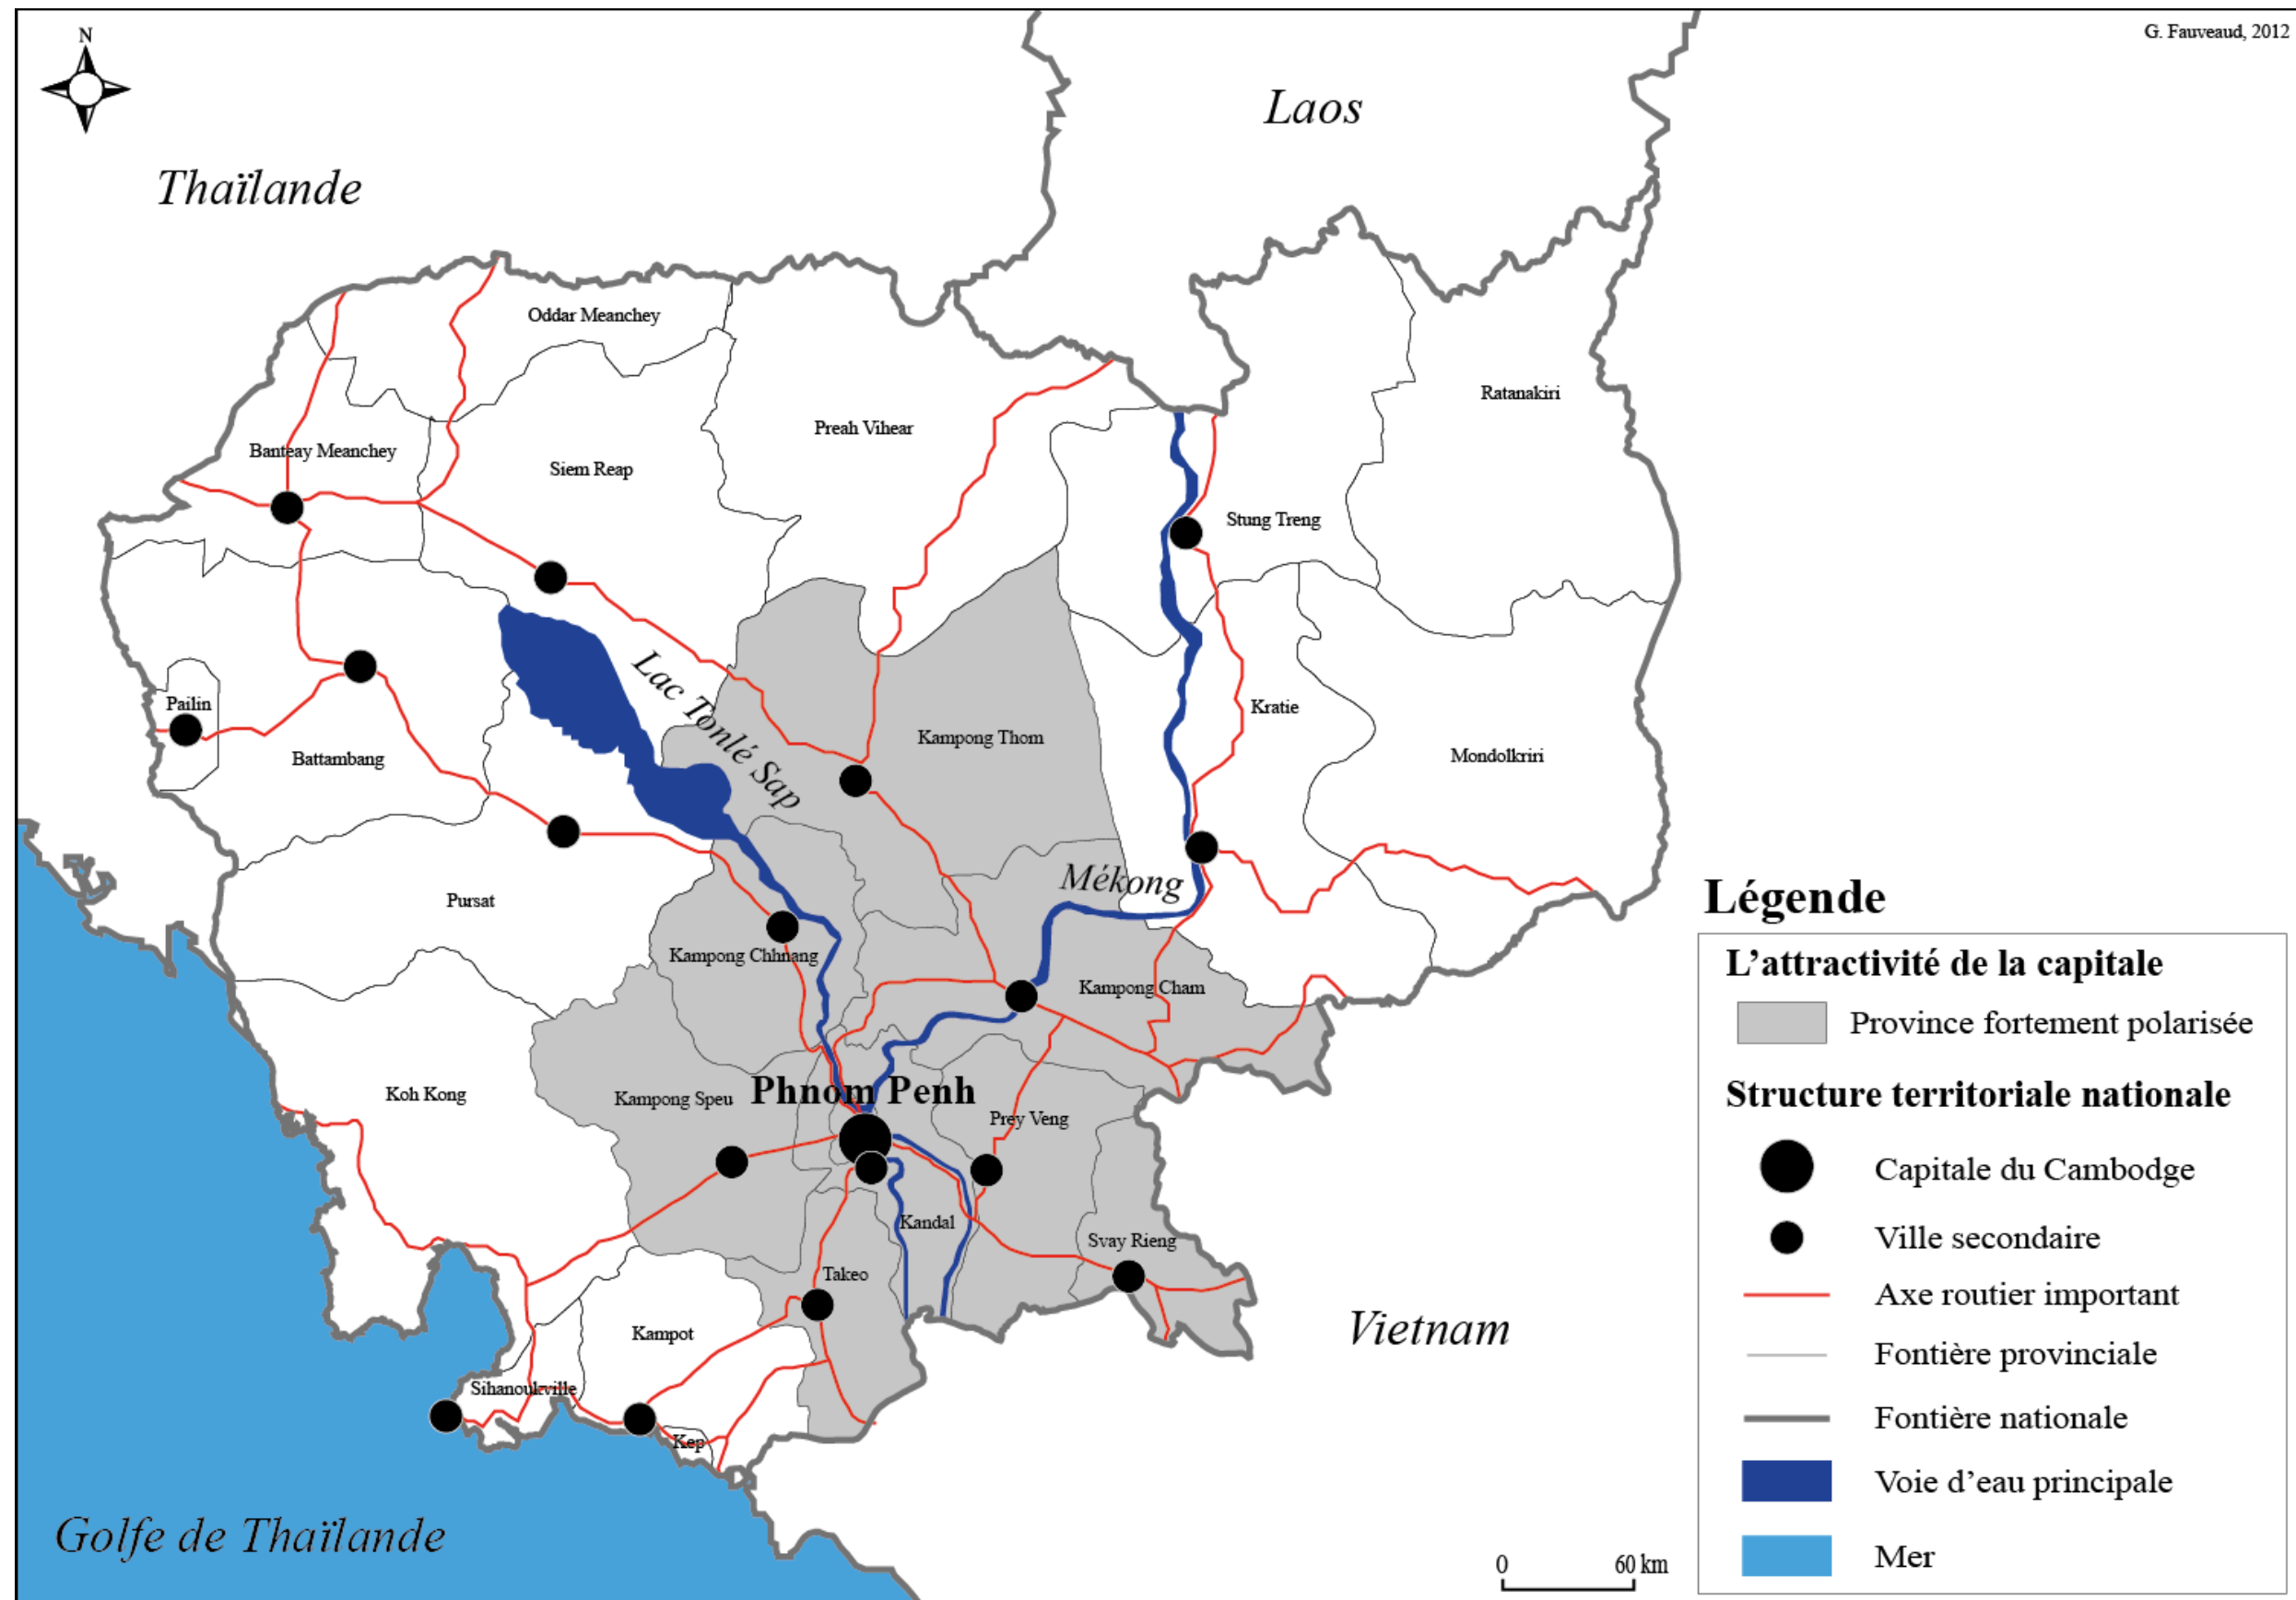 G. Fauveaud, 2012
N
Laos
Thaïlande
Oddar Meanchey
Ratanakiri
Preah Vihear
Banteay Meanchey
Siem Reap
Stung Treng
Lac Tonlé Sap
Pailin
Kratie
Kampong Thom
Battambang
Mondolkriri
Mékong
Pursat
Kampong Chhnang
Kampong Cham
Koh Kong
Kampong Speu
Phnom Penh
Prey Veng
Kandal
Svay Rieng
Takeo
Kampot
Vietnam
Sihanoukville
Kep
Golfe de Thaïlande
0 60 km
Légende
L'attractivité de la capitale
Province fortement polarisée
Structure territoriale nationale
Capitale du Cambodge
Ville secondaire
Axe routier important
Fontière provinciale
Fontière nationale
Voie d'eau principale
Mer